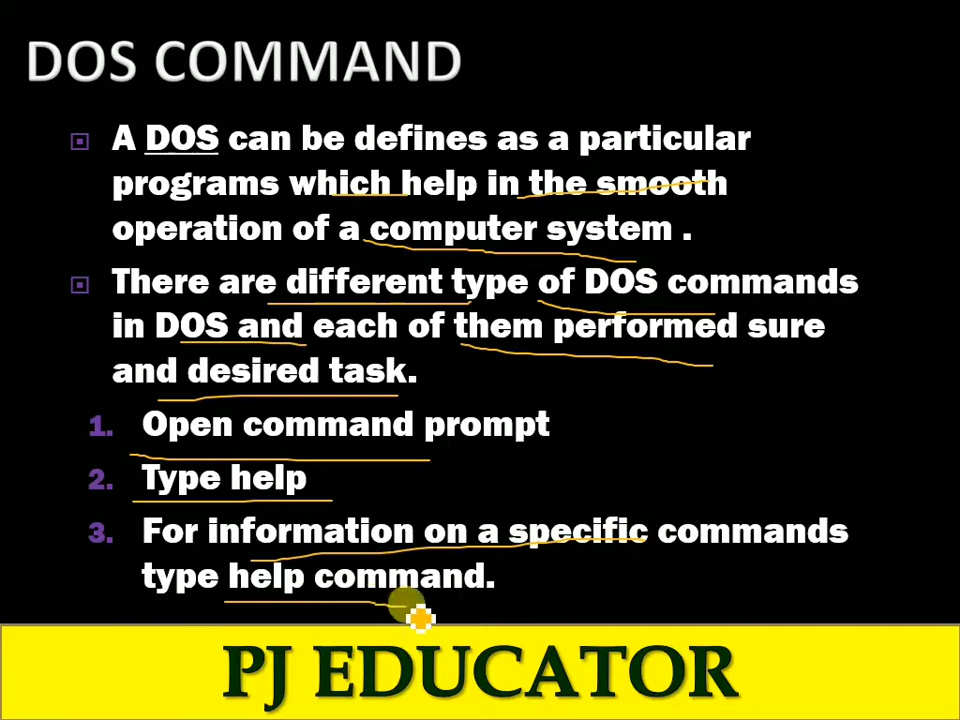 DOS COMMAND
A DOS can be defines as a particular
programs which help in the smooth
operation of a computer system .
There are different type of DOS commands
in DOS and each of them performed sure
and desired task.
1. Open command prompt
2. Type help
3. For information on a specific commands
type help command.
PJ EDUCATOR